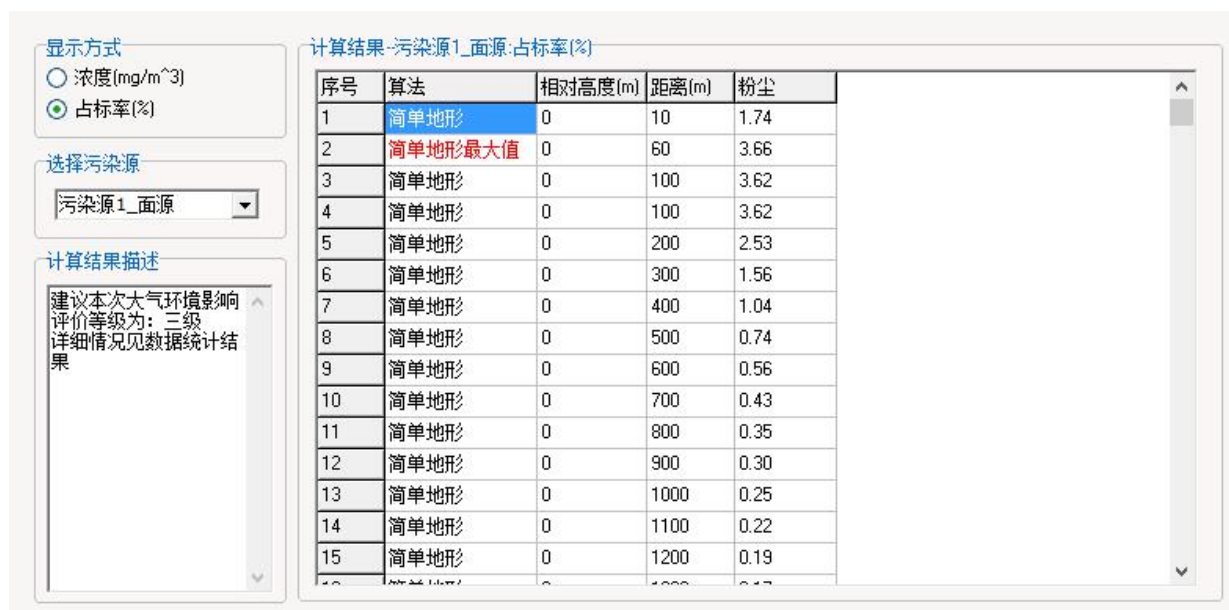 显示方式
浓度(mg/m^3)
占标率(%)
选择污染源
污染源1_面源
计算结果描述
建议本次大气环境影响
评价等级为：三级
详细情况见数据统计结
果
计算结果-污染源1_面源:占标率(%)
序号 算法 相对高度(m) 距离(m) 粉尘
1 简单地形 0 10 1.74
2 简单地形最大值 0 60 3.66
3 简单地形 0 100 3.62
4 简单地形 0 100 3.62
5 简单地形 0 200 2.53
6 简单地形 0 300 1.56
7 简单地形 0 400 1.04
8 简单地形 0 500 0.74
9 简单地形 0 600 0.56
10 简单地形 0 700 0.43
11 简单地形 0 800 0.35
12 简单地形 0 900 0.30
13 简单地形 0 1000 0.25
14 简单地形 0 1100 0.22
15 简单地形 0 1200 0.19